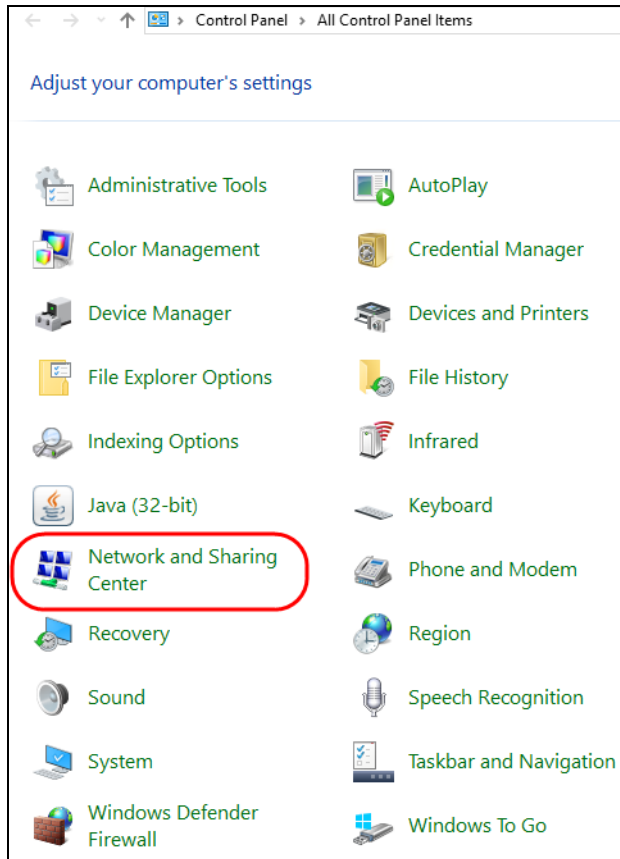 Control Panel > All Control Panel Items
Adjust your computer's settings
Administrative Tools
AutoPlay
Color Management
Credential Manager
Device Manager
Devices and Printers
File Explorer Options
File History
Indexing Options
Infrared
Java (32-bit)
Keyboard
Network and Sharing
Center
Phone and Modem
Recovery
Region
Sound
Speech Recognition
System
Taskbar and Navigation
Windows Defender
Firewall
Windows To Go